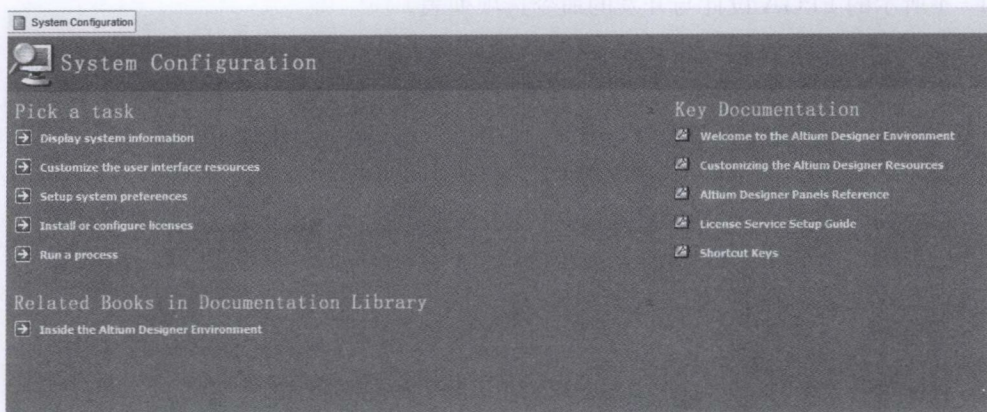 System Configuration
System Configuration
Pick a task
Display system information
Customize the user interface resources
Setup system preferences
Install or configure licenses
Run a process
Related Books in Documentation Library
Inside the Altium Designer Environment
Key Documentation
Welcome to the Altium Designer Environment
Customizing the Altium Designer Resources
Altium Designer Panels Reference
License Service Setup Guide
Shortcut Keys